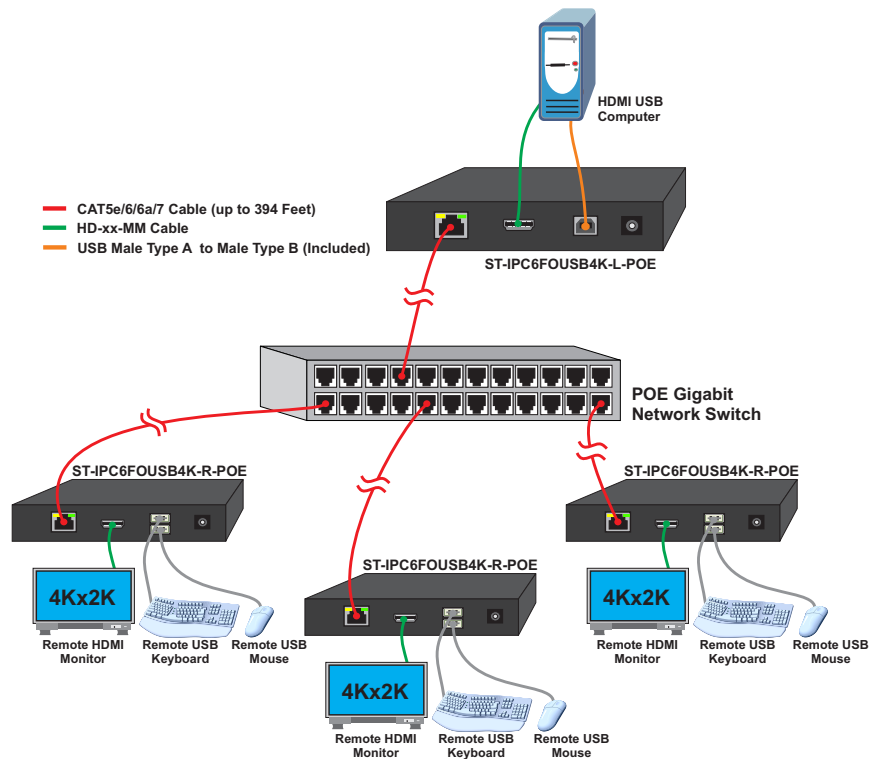 HDMI USB
Computer
CAT5e/6/6a/7 Cable (up to 394 Feet)
HD-xx-MM Cable
USB Male Type A to Male Type B (Included)
ST-IPC6FOUSB4K-L-POE
POE Gigabit
Network Switch
ST-IPC6FOUSB4K-R-POE
4Kx2K
Remote HDMI
Monitor
Remote USB
Keyboard
Remote USB
Mouse
ST-IPC6FOUSB4K-R-POE
4Kx2K
Remote HDMI
Monitor
Remote USB
Keyboard
Remote USB
Mouse
ST-IPC6FOUSB4K-R-POE
4Kx2K
Remote HDMI
Monitor
Remote USB
Keyboard
Remote USB
Mouse